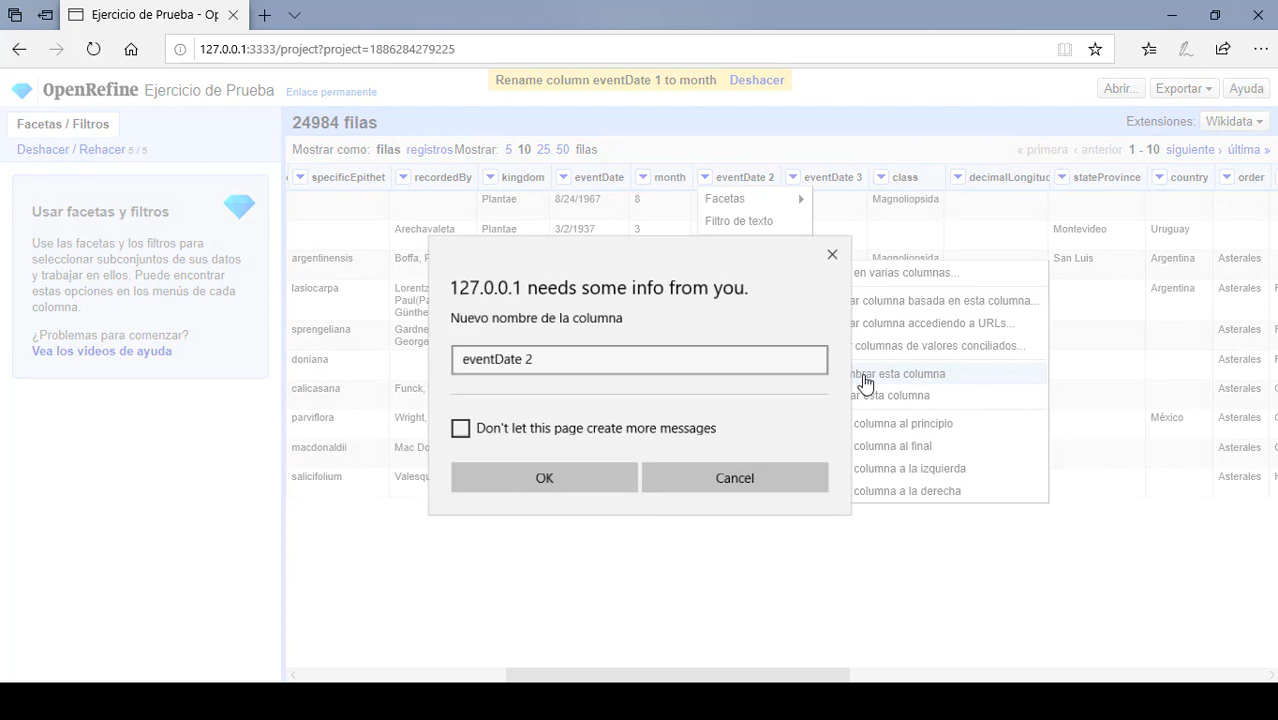 Ejercicio de Prueba - Op
127.0.0.1:3333/project?project=1886284279225
OpenRefine Ejercicio de Prueba Enlace permanente
Rename column eventDate 1 to month Deshacer
Abrir... Exportar Ayuda
Facetas / Filtros
24984 filas
Extensiones: Wikidata
Deshacer / Rehacer 5 / 5
Mostrar como: filas registros Mostrar: 5 10 25 50 filas
« primera ‹ anterior 1 - 10 siguiente › última »
specificEpithet recordedBy kingdom eventDate month eventDate 2 eventDate 3 class stateProvince country order
Usar facetas y filtros
Use las facetas y los filtros para
seleccionar subconjuntos de sus datos
y trabajar en ellos. Puede encontrar
estas opciones en los menús de cada
colomna.
¿Problemas para comenzar?
Vea los videos de ayuda
Plantae 8/24/1967 8 Magnoliopsida
Arechavaleta Plantae 3/2/1937 3 Montevideo Uruguay
argentinensis Boffa, Magnoliopsida San Luis Argentina Asterales
lasiocarpa Lorentz Argentina Asterales
Paul(Pa
Günthe
sprengeliana Gardne Asterales
George
doniana Asterales
calicasana Funck, Asterales
parviflora Wright, México Asterales
macdonaldii Mac Do Asterales
salicifolium Valesqu Asterales
Facetas
Filtro de texto
en varias columnas...
ar columna basada en esta columna...
ar columna accediendo a URLs...
columnas de valores conciliados...
mbrar esta columna
ar esta columna
columna al principio
columna al final
columna a la izquierda
columna a la derecha
127.0.0.1 needs some info from you.
Nuevo nombre de la columna
eventDate 2
Don't let this page create more messages
OK Cancel